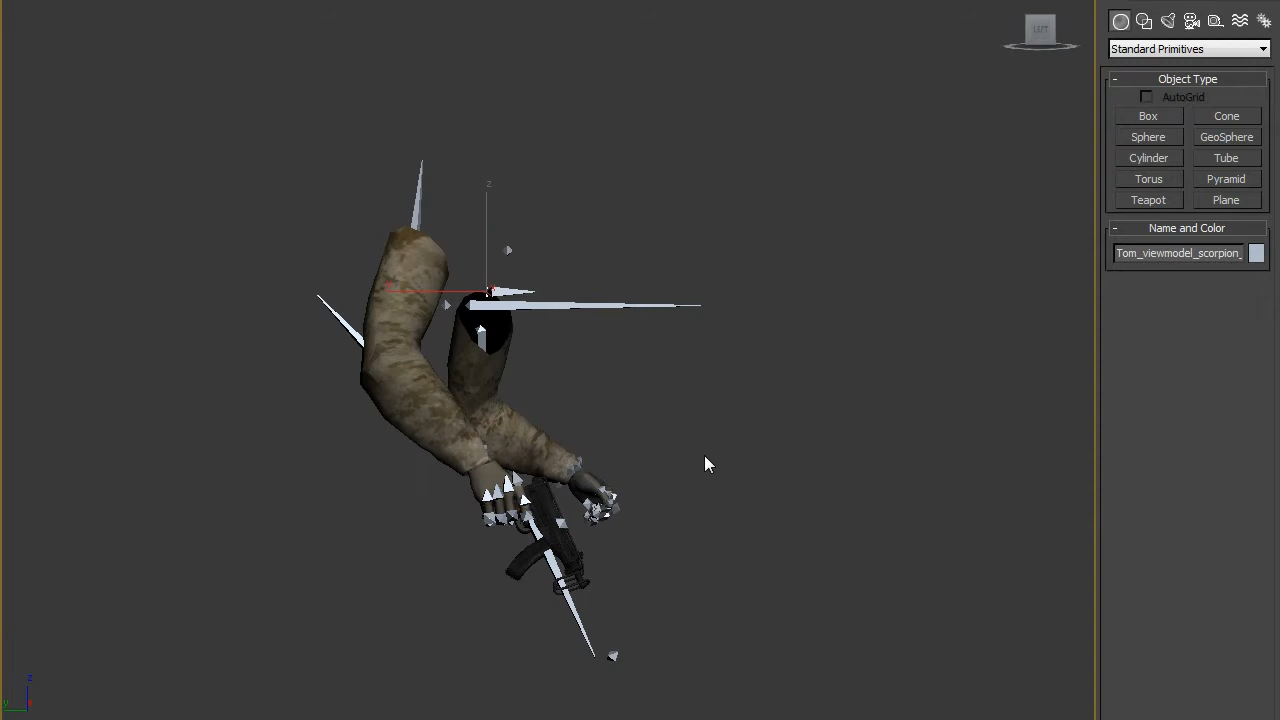 LEFT
Standard Primitives
- Object Type
AutoGrid
Box Cone
Sphere GeoSphere
Cylinder Tube
Torus Pyramid
Teapot Plane
- Name and Color
Tom_viewmodel_scorpion_
z
z
y